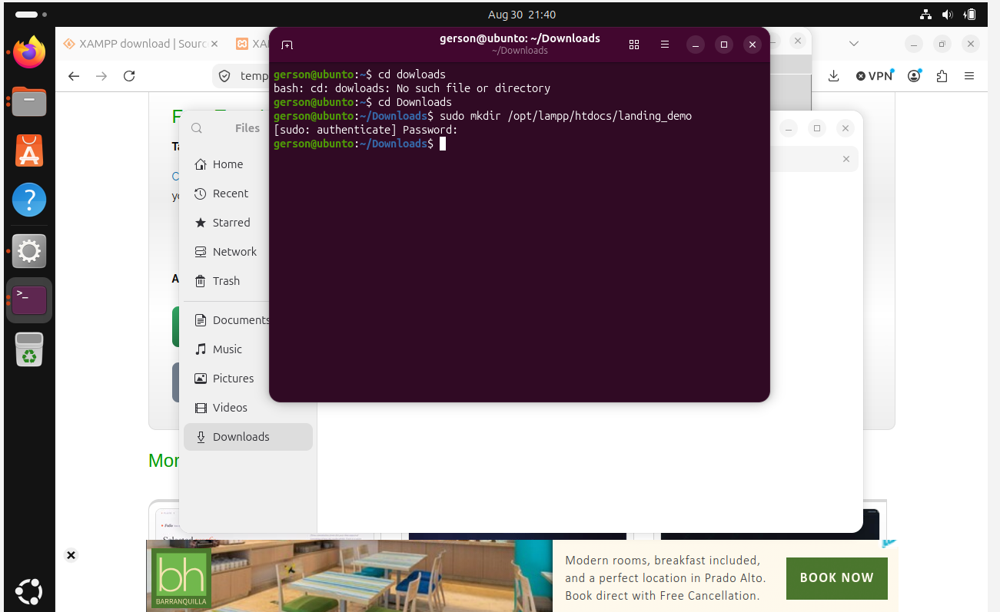 Aug 30 21:40
XAMPP download | Sourc
XA
gerson@ubunto: ~/Downloads
~/Downloads
temp
VPN
gerson@ubunto:~$ cd dowloads
bash: cd: dowloads: No such file or directory
gerson@ubunto:~$ cd Downloads
gerson@ubunto:~/Downloads$ sudo mkdir /opt/lampp/htdocs/landing_demo
[sudo: authenticate] Password:
gerson@ubunto:~/Downloads$
Files
Home
Recent
Starred
Network
Trash
Documents
Music
Pictures
Videos
Downloads
Mor
bh
BARRANQUILLA
Modern rooms, breakfast included,
and a perfect location in Prado Alto.
Book direct with Free Cancellation.
BOOK NOW